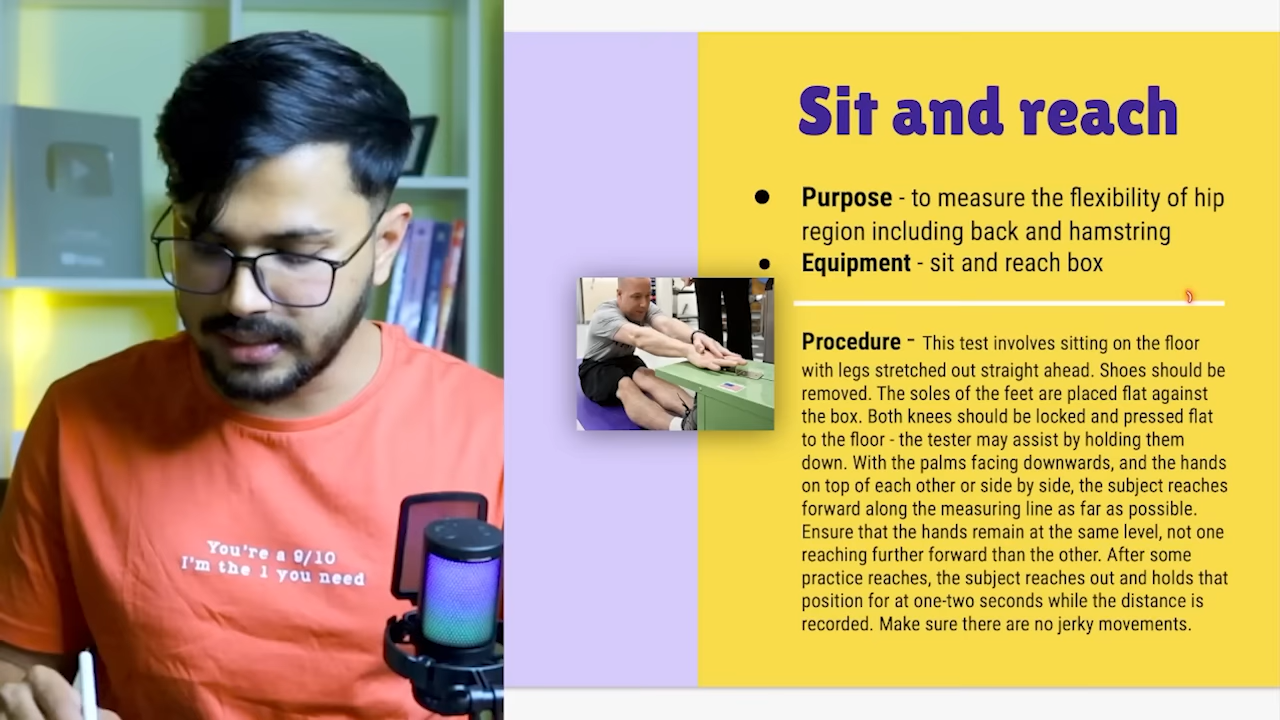 You're a 9/10
I'm the 1 you need
Sit and reach
● Purpose - to measure the flexibility of hip
region including back and hamstring
● Equipment - sit and reach box
Procedure - This test involves sitting on the floor
with legs stretched out straight ahead. Shoes should be
removed. The soles of the feet are placed flat against
the box. Both knees should be locked and pressed flat
to the floor - the tester may assist by holding them
down. With the palms facing downwards, and the hands
on top of each other or side by side, the subject reaches
forward along the measuring line as far as possible.
Ensure that the hands remain at the same level, not one
reaching further forward than the other. After some
practice reaches, the subject reaches out and holds that
position for at one-two seconds while the distance is
recorded. Make sure there are no jerky movements.